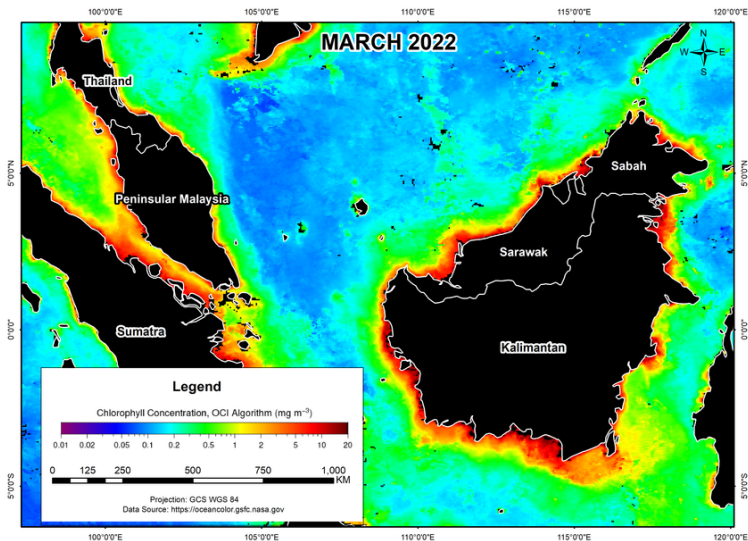 100°0'0"E 105°0'0"E 110°0'0"E 115°0'0"E 120°0'0"E
MARCH 2022
N
W E
S
Thailand
Sabah
5°0'0"N 5°0'0"N
Peninsular Malaysia
Sarawak
0°0'0" 0°0'0"
Sumatra
Kalimantan
Legend
Chlorophyll Concentration, OCI Algorithm (mg m⁻³)
0.01 0.02 0.05 0.1 0.2 0.5 1 2 5 10 20
0 125 250 500 750 1,000
KM
5°0'0"S 5°0'0"S
Projection: GCS WGS 84
Data Source: https://oceancolor.gsfc.nasa.gov
100°0'0"E 105°0'0"E 110°0'0"E 115°0'0"E 120°0'0"E